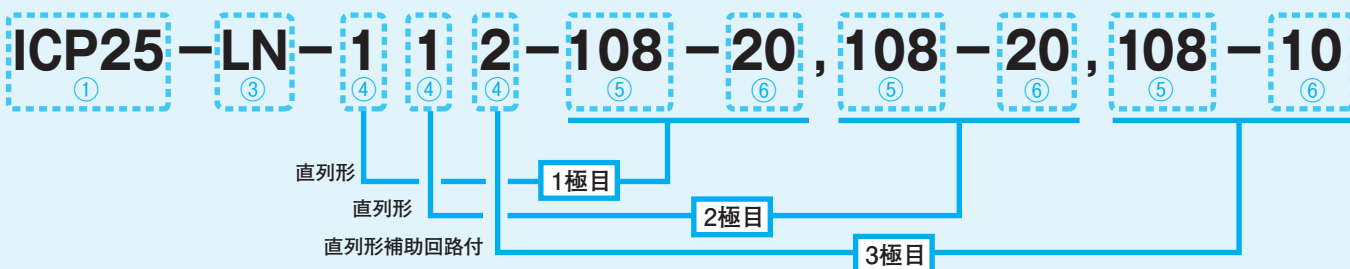 ICP25－LN－1 1 2－108－20,108－20,108－10
① ③ ④ ④ ④ ⑤ ⑥ ⑤ ⑥ ⑤ ⑥
直列形 1極目
直列形 2極目
直列形補助回路付 3極目